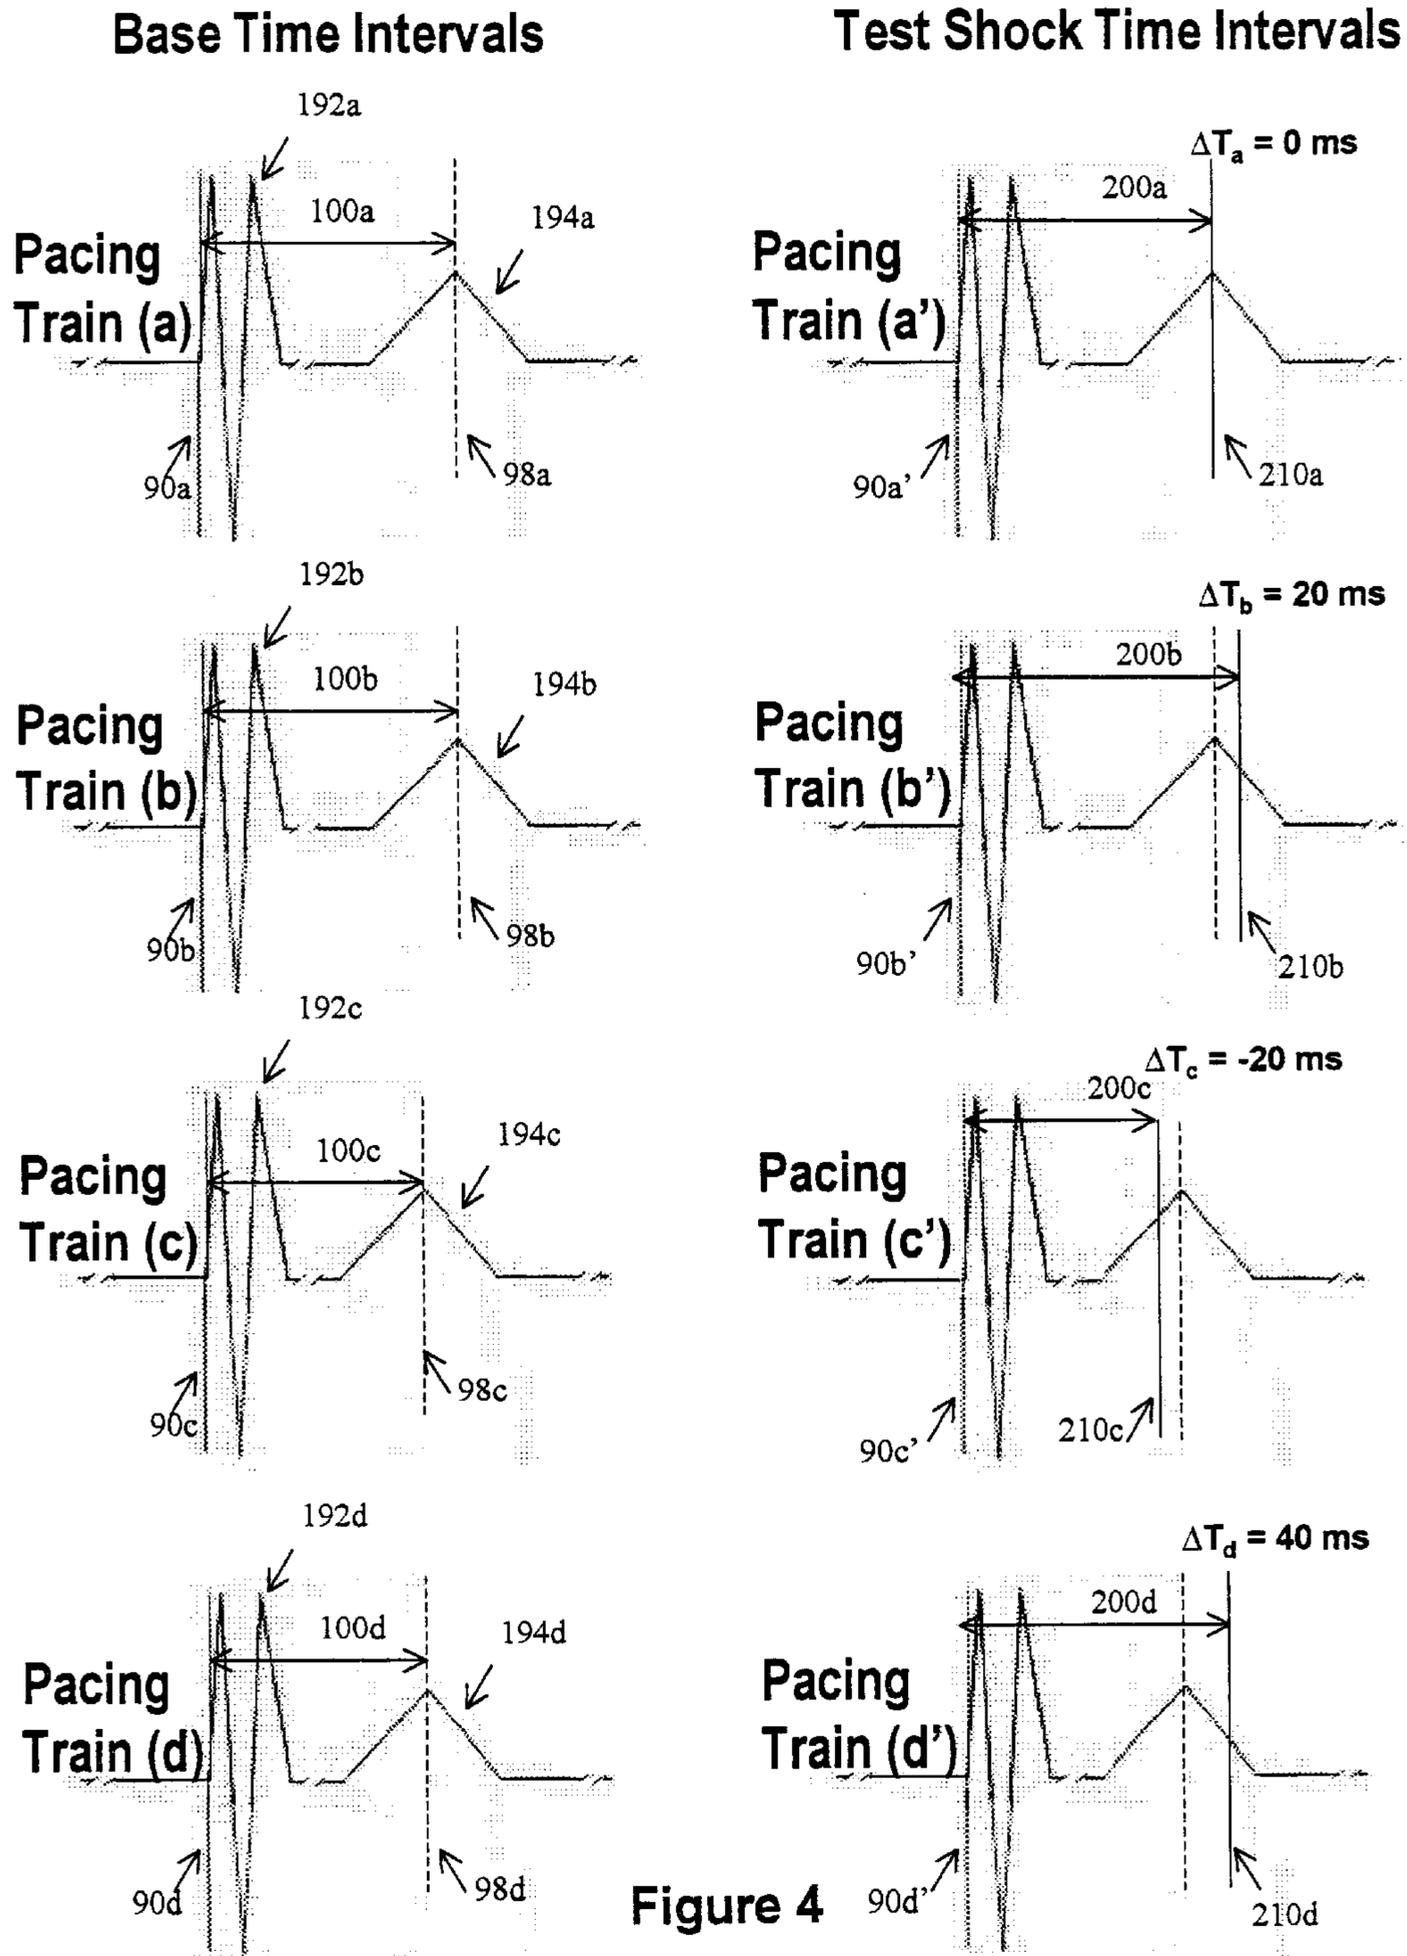 Base Time Intervals
Test Shock Time Intervals
192a
ΔTa = 0 ms
100a
194a
200a
Pacing
Train (a)
Pacing
Train (a')
90a
98a
90a'
210a
192b
ΔTb = 20 ms
100b
194b
200b
Pacing
Train (b)
Pacing
Train (b')
90b
98b
90b'
210b
192c
ΔTc = -20 ms
200c
100c
194c
Pacing
Train (c)
Pacing
Train (c')
90c
98c
90c'
210c
192d
ΔTd = 40 ms
100d
194d
200d
Pacing
Train (d)
Pacing
Train (d')
90d
98d
Figure 4
90d'
210d